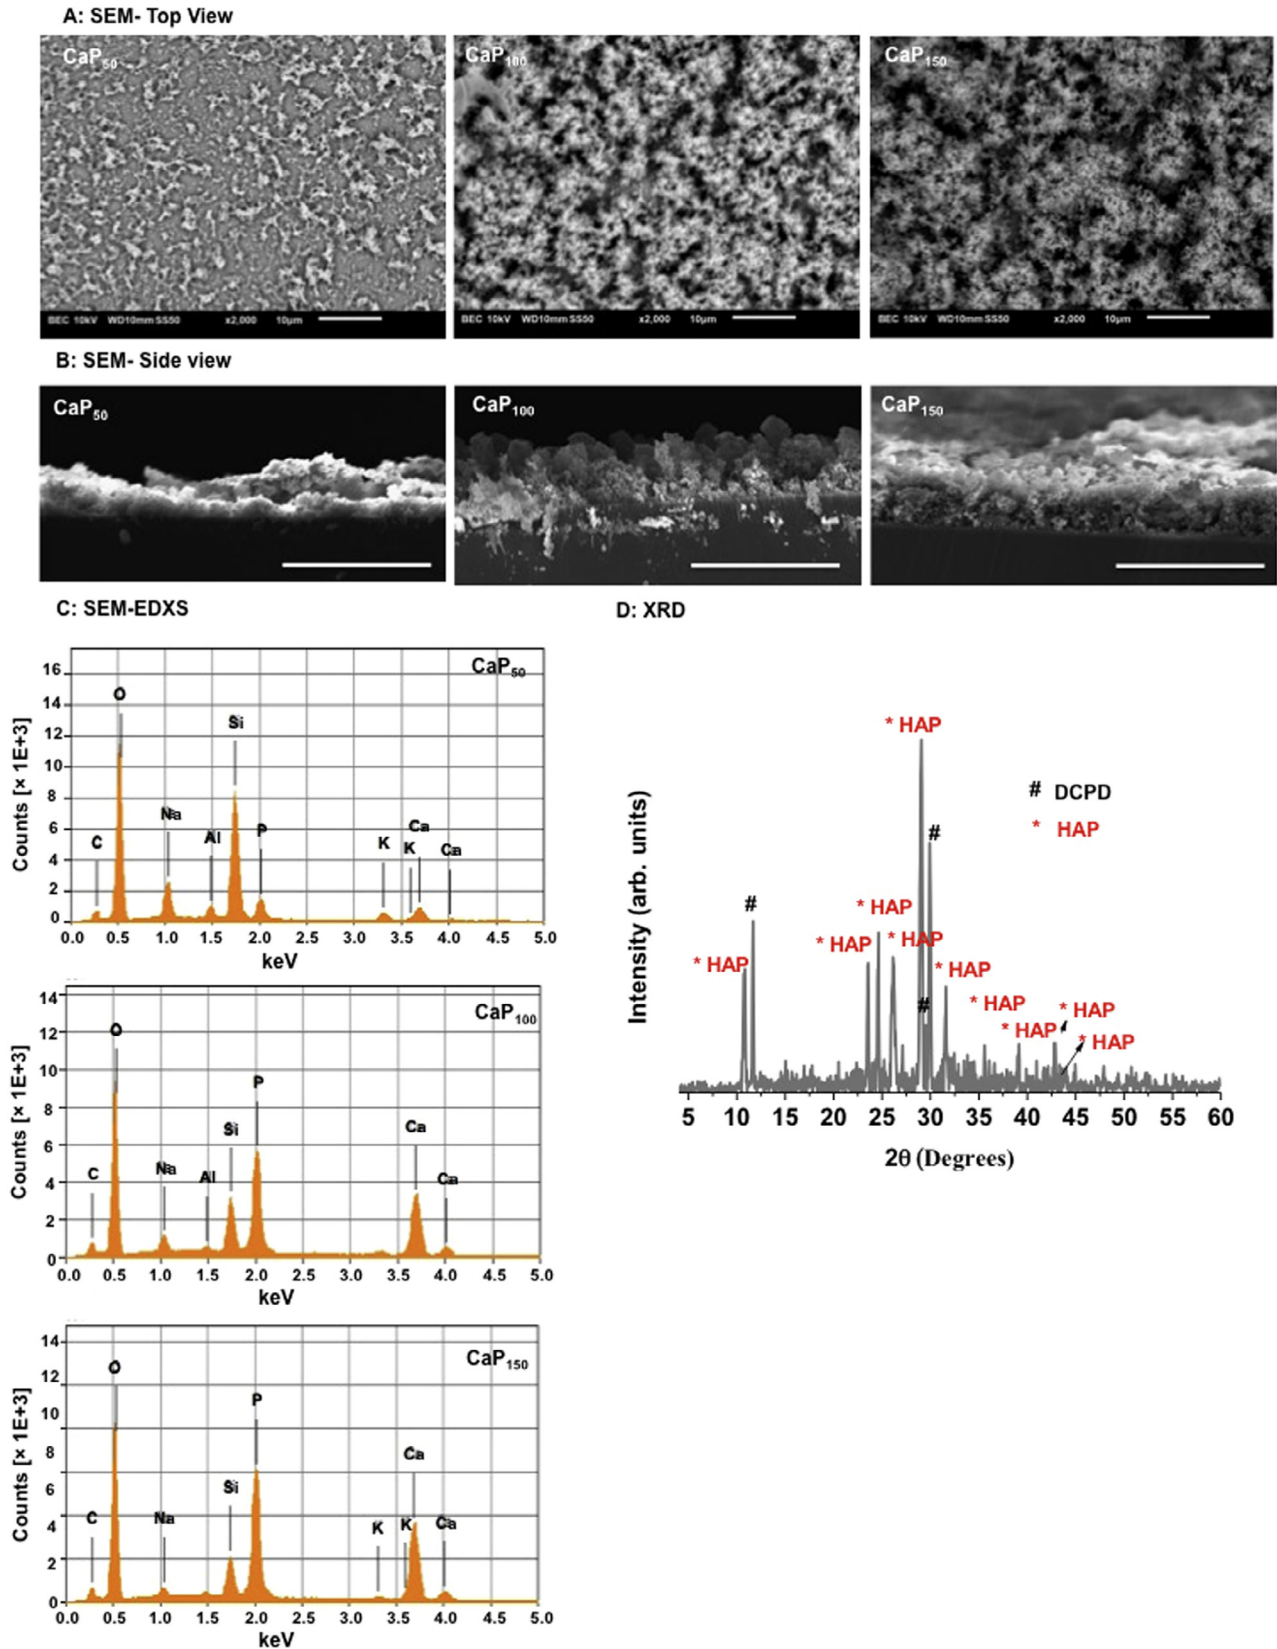 A: SEM- Top View
CaP50
CaP100
CaP150
BEC 10kV WD10mm SS50 x2,000 10µm
BEC 10kV WD10mm SS50 x2,000 10µm
BEC 10kV WD10mm SS50 x2,000 10µm
B: SEM- Side view
CaP50
CaP100
CaP150
C: SEM-EDXS
D: XRD
CaP50
Counts [× 1E+3]
16
14
12
10
8
6
4
2
0
O
Si
Na
Al
P
C
K
K
Ca
Ca
0.0 0.5 1.0 1.5 2.0 2.5 3.0 3.5 4.0 4.5 5.0
keV
CaP100
Counts [× 1E+3]
14
12
10
8
6
4
2
0
O
P
Si
Ca
C
Na
Al
Ca
0.0 0.5 1.0 1.5 2.0 2.5 3.0 3.5 4.0 4.5 5.0
keV
CaP150
Counts [× 1E+3]
14
12
10
8
6
4
2
0
O
P
Ca
Si
C
Na
K
K
Ca
0.0 0.5 1.0 1.5 2.0 2.5 3.0 3.5 4.0 4.5 5.0
keV
Intensity (arb. units)
* HAP
# DCPD
* HAP
#
#
* HAP
* HAP
* HAP
* HAP
* HAP
#
* HAP
* HAP
* HAP
* HAP
5 10 15 20 25 30 35 40 45 50 55 60
2θ (Degrees)